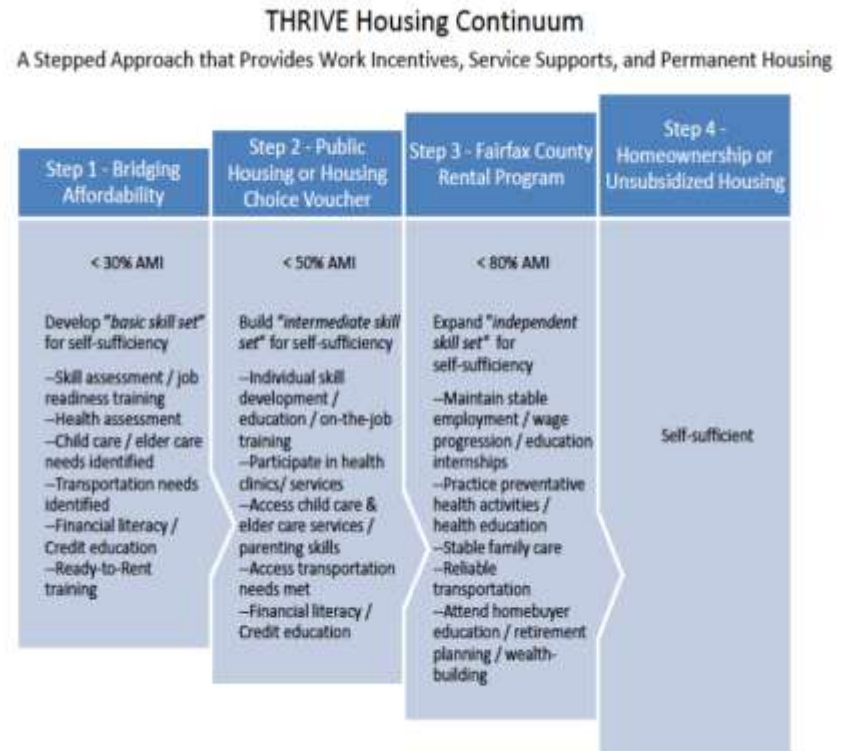 THRIVE Housing Continuum
A Stepped Approach that Provides Work Incentives, Service Supports, and Permanent Housing
Step 1 - Bridging
Affordability
< 30% AMI
Develop "basic skill set"
for self-sufficiency
--Skill assessment / job
readiness training
--Health assessment
--Child care / elder care
needs identified
--Transportation needs
identified
--Financial literacy /
Credit education
--Ready-to-Rent
training
Step 2 - Public
Housing or Housing
Choice Voucher
< 50% AMI
Build "intermediate skill
set" for self-sufficiency
--Individual skill
development /
education / on-the-job
training
--Participate in health
clinics/ services
--Access child care &
elder care services /
parenting skills
--Access transportation
needs met
--Financial literacy /
Credit education
Step 3 - Fairfax County
Rental Program
< 80% AMI
Expand "independent
skill set" for
self-sufficiency
--Maintain stable
employment / wage
progression / education
internships
--Practice preventative
health activities /
health education
--Stable family care
--Reliable
transportation
--Attend homebuyer
education / retirement
planning / wealth-
building
Step 4 -
Homeownership or
Unsubsidized Housing
Self-sufficient